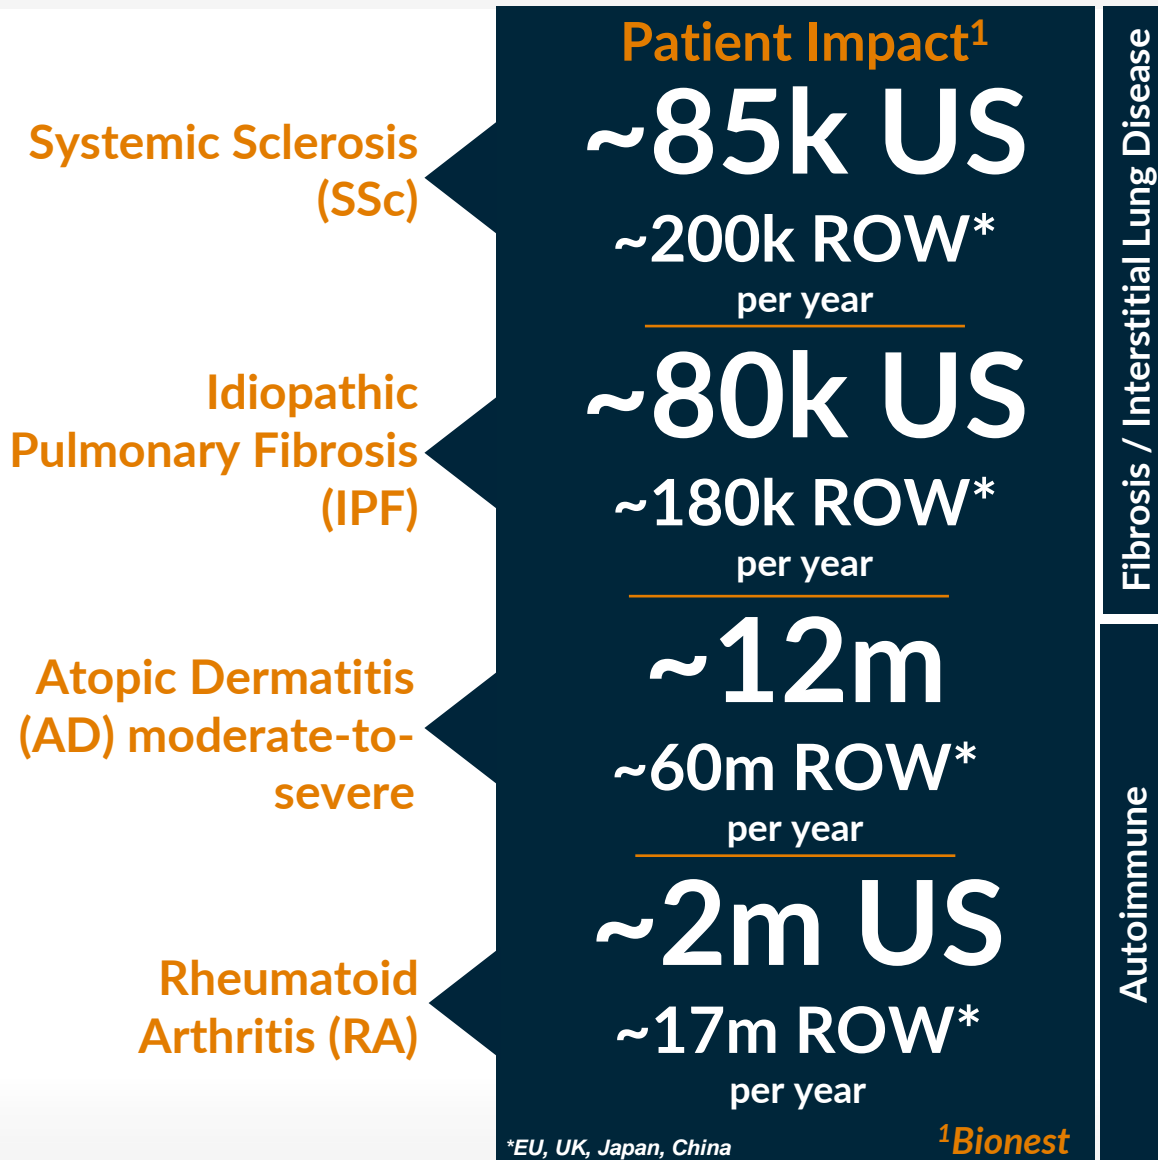 Patient Impact¹
Systemic Sclerosis
(SSc)
~85k US
~200k ROW*
per year
Idiopathic
Pulmonary Fibrosis
(IPF)
~80k US
~180k ROW*
per year
Fibrosis / Interstitial Lung Disease
Atopic Dermatitis
(AD) moderate-to-
severe
~12m
~60m ROW*
per year
Rheumatoid
Arthritis (RA)
~2m US
~17m ROW*
per year
Autoimmune
*EU, UK, Japan, China
¹Bionest